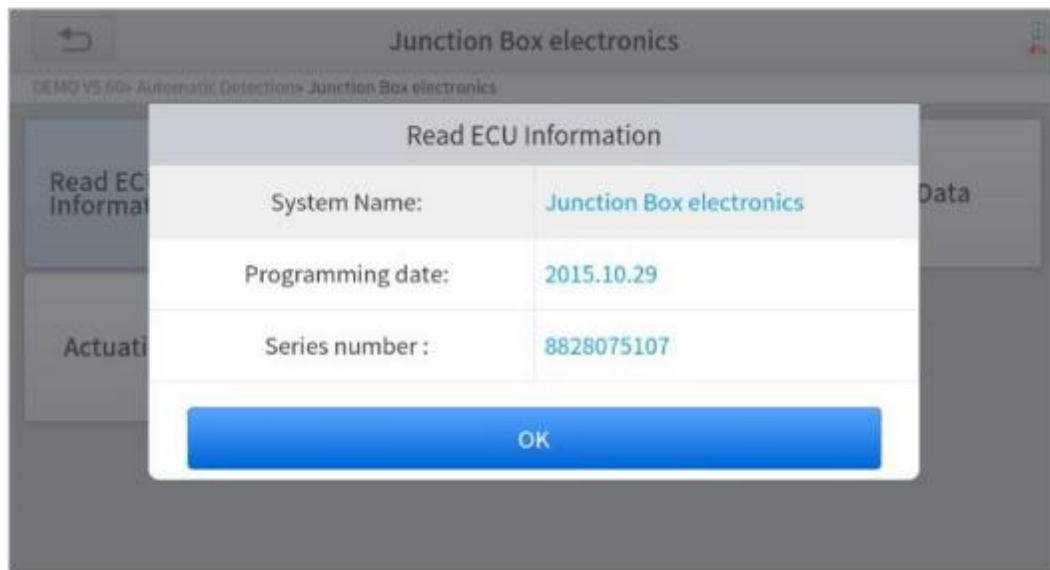 Junction Box electronics
4%
DEMO V5.60> Automatic Detection> Junction Box electronics
Read ECU Information
Read EC
Informat
Data
System Name: Junction Box electronics
Programming date: 2015.10.29
Actuati
Series number : 8828075107
OK